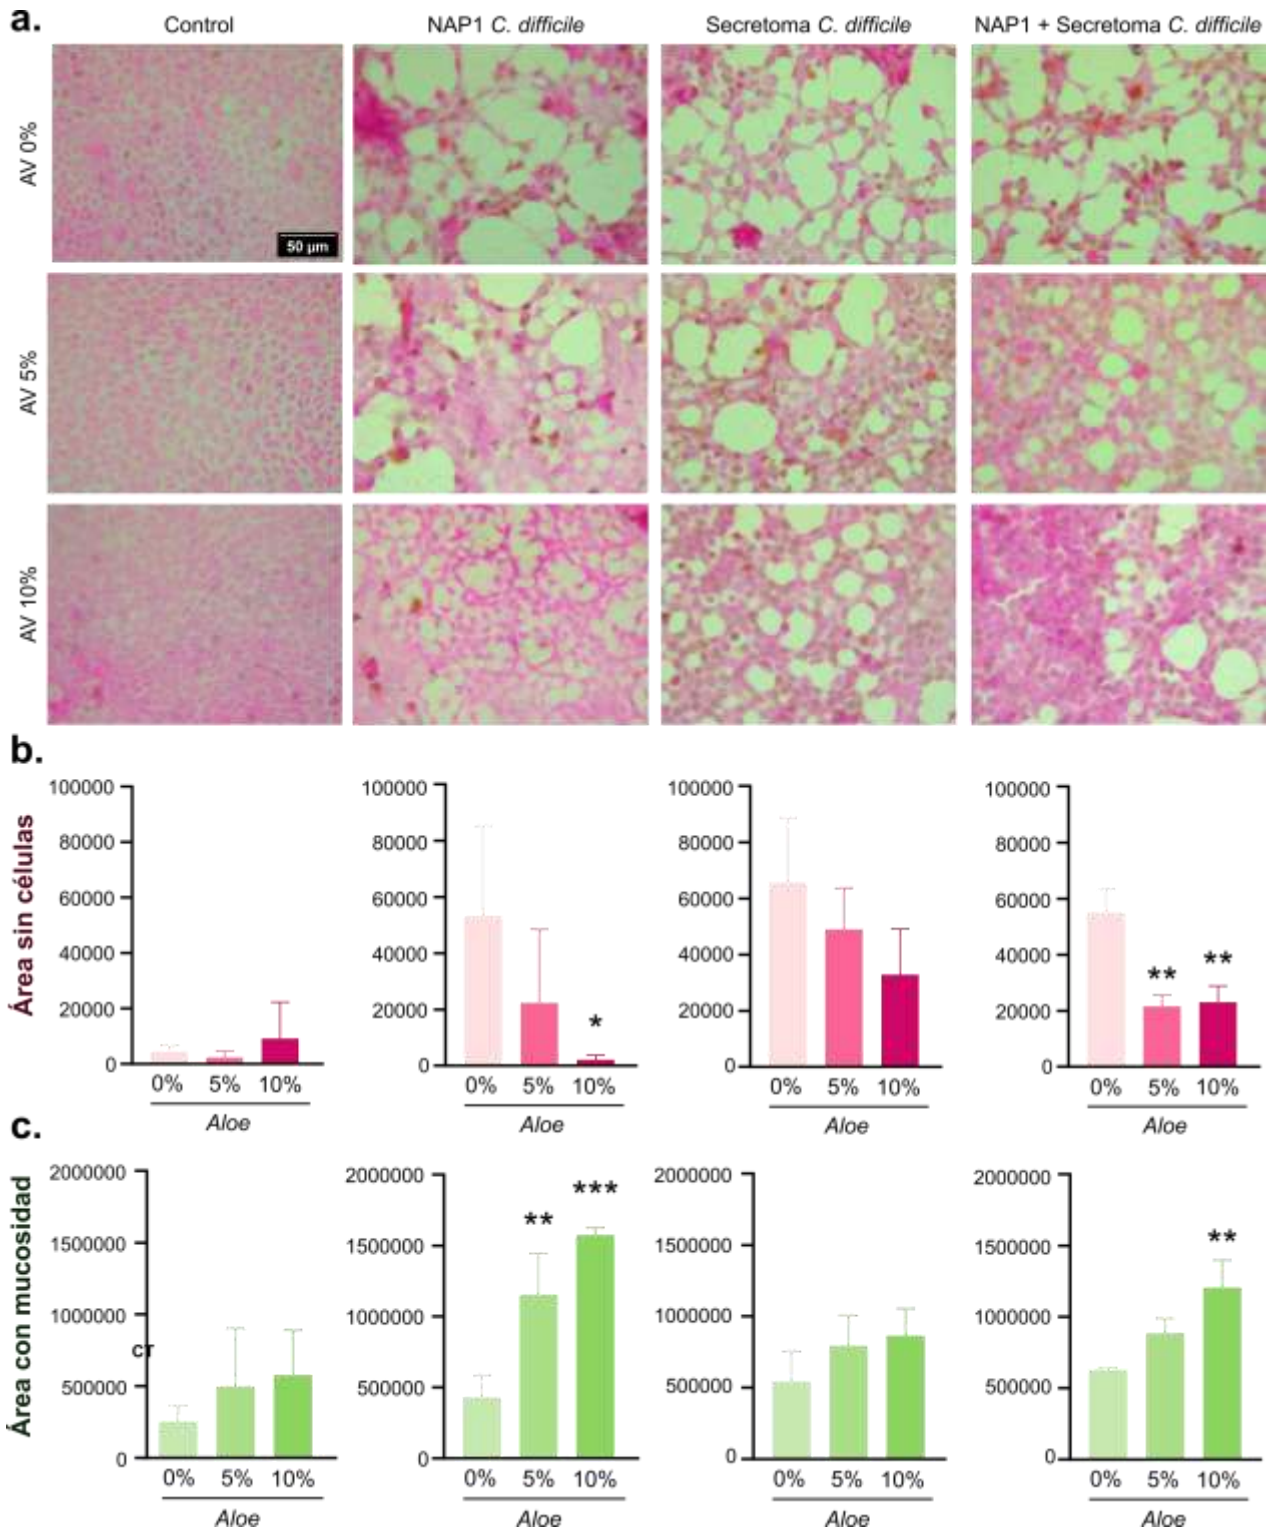 a.
Control NAP1 C. difficile Secretoma C. difficile NAP1 + Secretoma C. difficile
AV 0%
50 µm
AV 5%
AV 10%
b.
Área sin células
100000 100000 100000 100000
80000 80000 80000 80000
60000 60000 60000 60000
40000 40000 40000 40000
20000 20000 20000 20000
0 0 0 0
* ** **
0% 5% 10% 0% 5% 10% 0% 5% 10% 0% 5% 10%
Aloe Aloe Aloe Aloe
c.
Área con mucosidad
2000000 2000000 2000000 2000000
1500000 1500000 1500000 1500000
1000000 1000000 1000000 1000000
CT
500000 500000 500000 500000
0 0 0 0
** *** **
0% 5% 10% 0% 5% 10% 0% 5% 10% 0% 5% 10%
Aloe Aloe Aloe Aloe